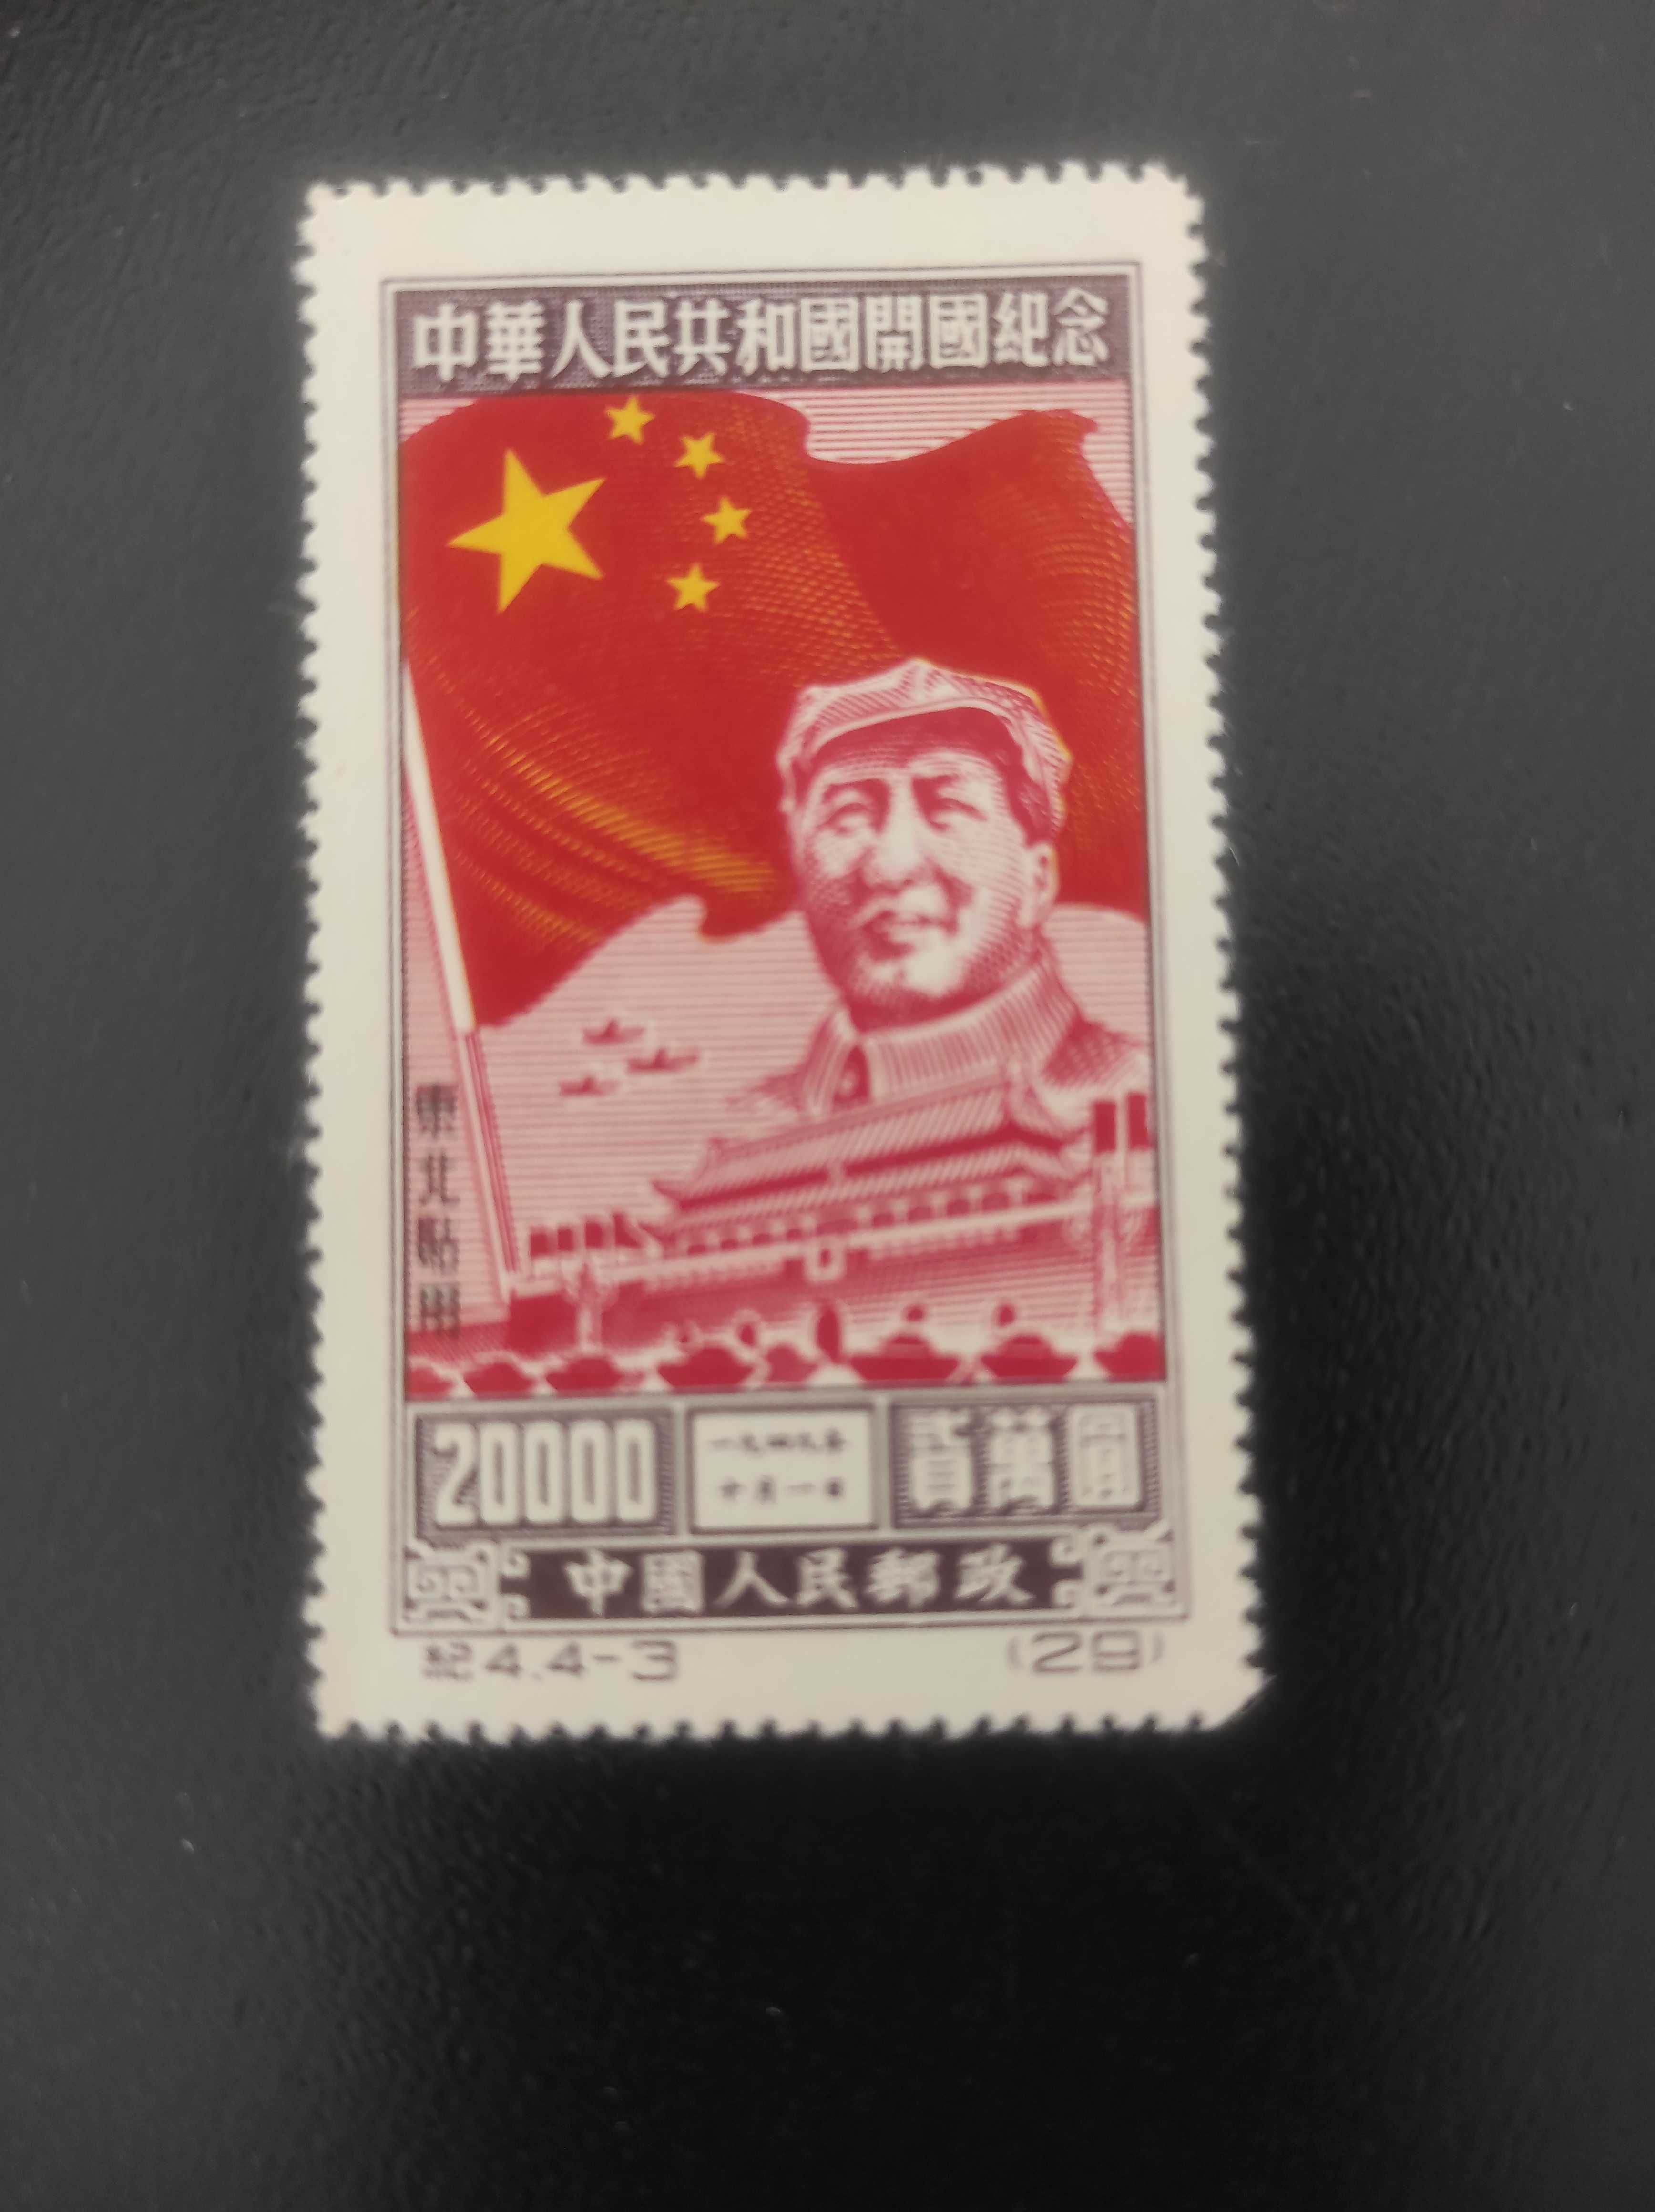 中華人民共和國開國紀念
東北貼用
20000
一九四九年
十月一日
貳萬圓
中國人民郵政
紀4.4-3
(29)